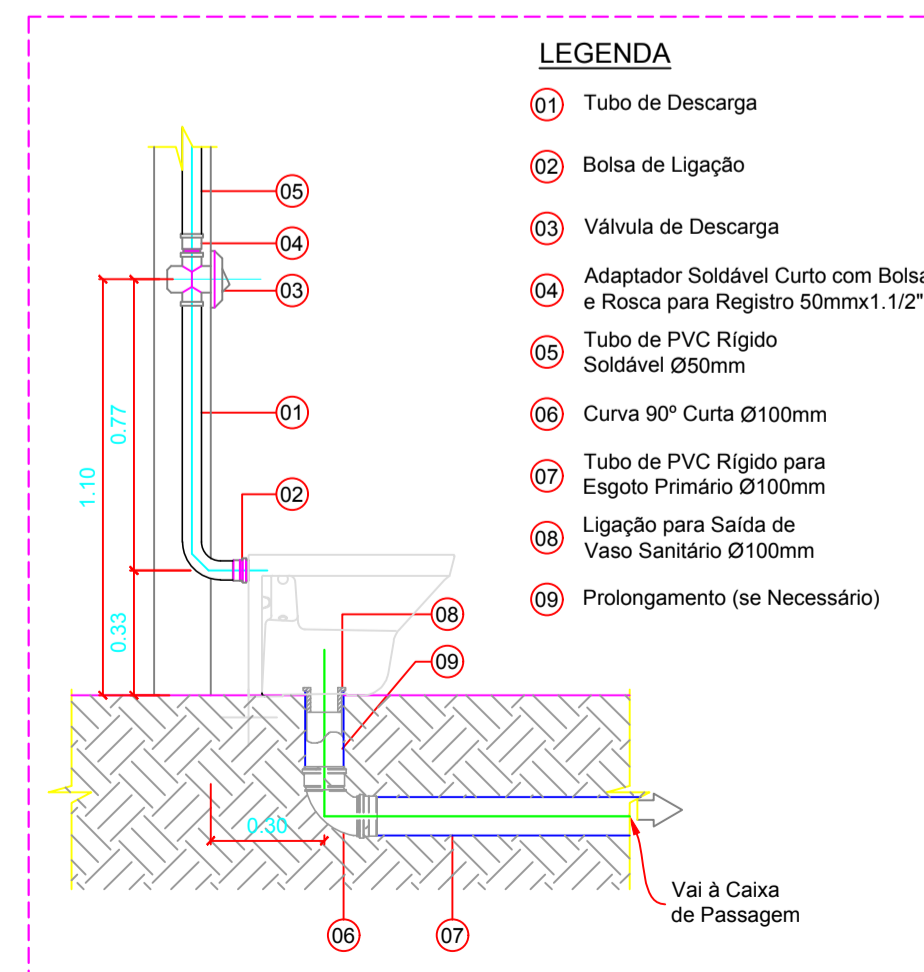 LEGENDA
01 Tubo de Descarga
02 Bolsa de Ligação
03 Válvula de Descarga
04 Adaptador Soldável Curto com Bolsa
e Rosca para Registro 50mmx1.1/2"
05 Tubo de PVC Rígido
Soldável Ø50mm
06 Curva 90º Curta Ø100mm
07 Tubo de PVC Rígido para
Esgoto Primário Ø100mm
08 Ligação para Saída de
Vaso Sanitário Ø100mm
09 Prolongamento (se Necessário)
05
04
03
01
02
08
09
06
07
1.10
0.77
0.33
0.30
Vai à Caixa
de Passagem